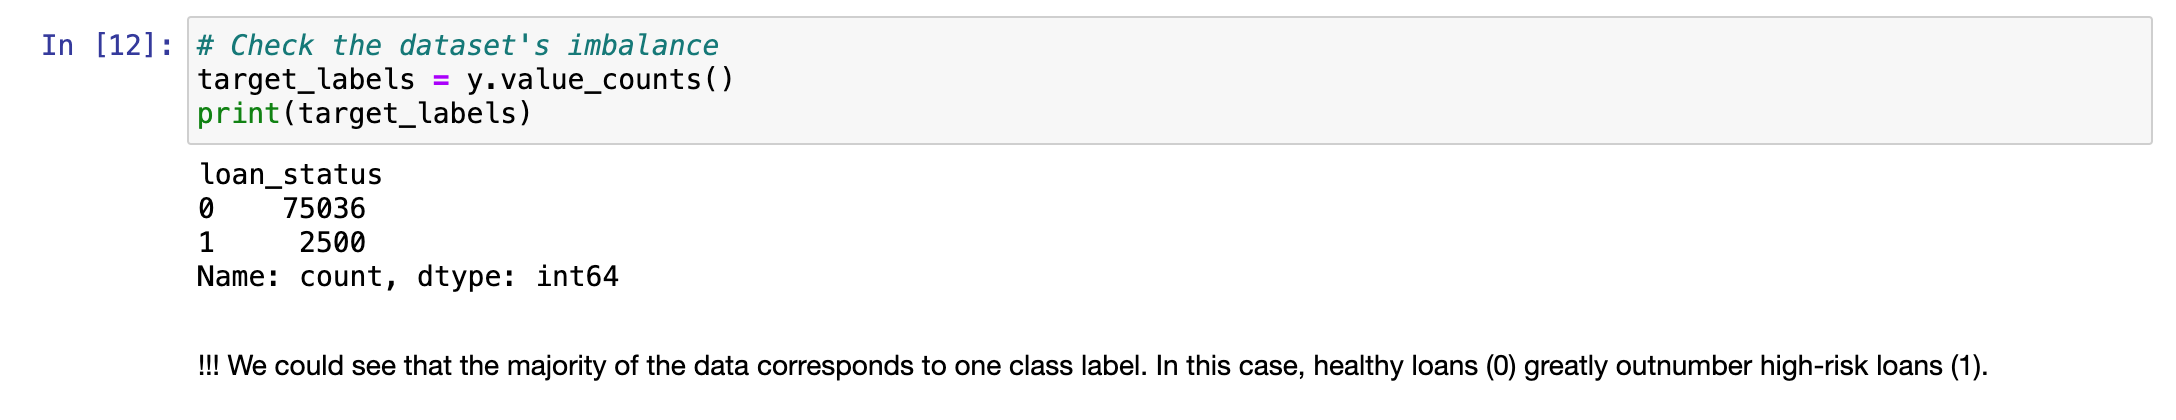 In [12]: # Check the dataset's imbalance
target_labels = y.value_counts()
print(target_labels)
loan_status
0    75036
1     2500
Name: count, dtype: int64
!!! We could see that the majority of the data corresponds to one class label. In this case, healthy loans (0) greatly outnumber high-risk loans (1).